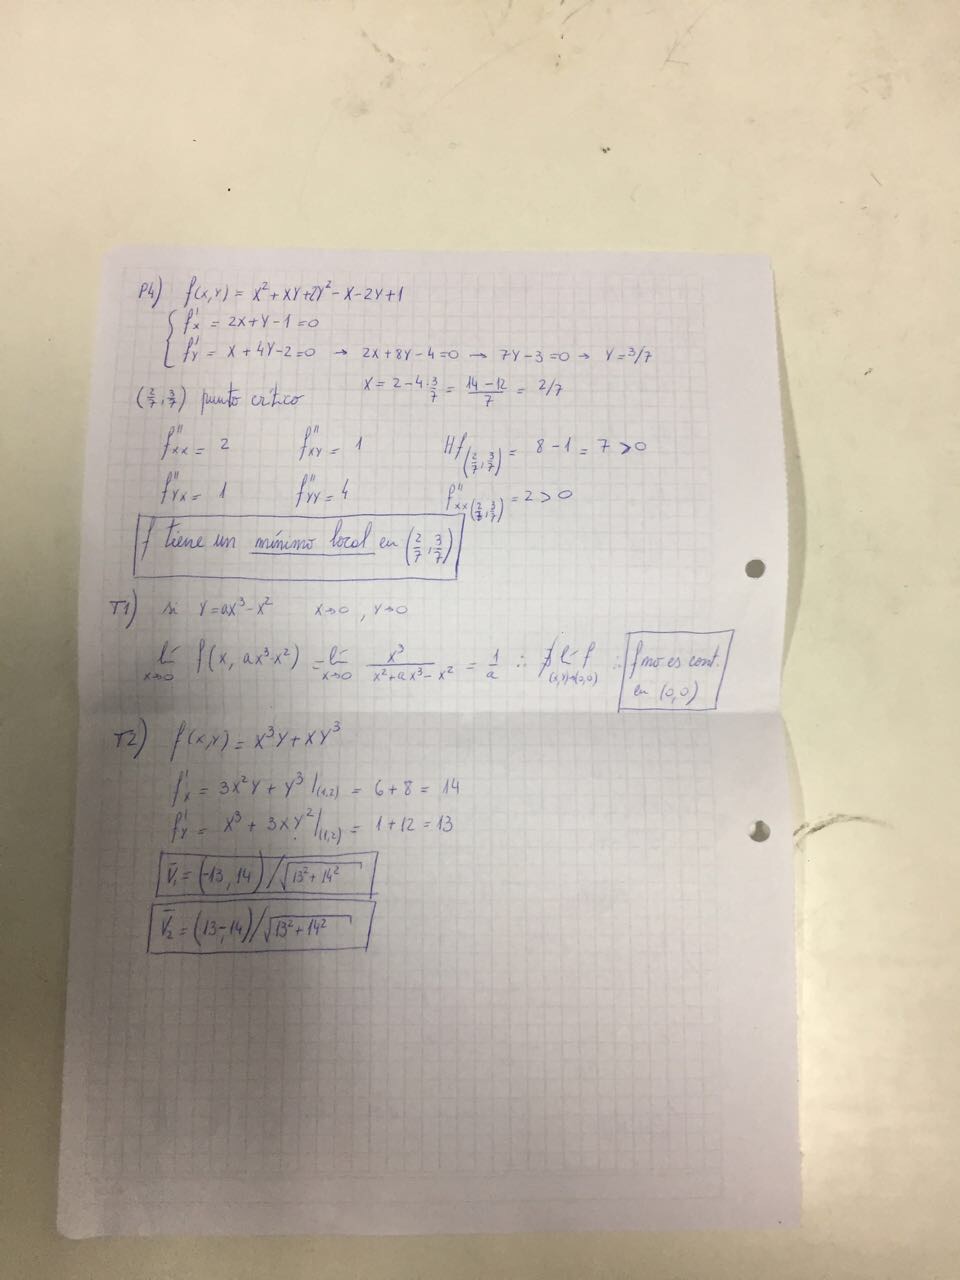 P4) f(x,y) = x² + xy + 2y² - x - 2y + 1
f'x = 2x + y - 1 = 0
f'y = x + 4y - 2 = 0 → 2x + 8y - 4 = 0 → 7y - 3 = 0 → y = 3/7
x = 2 - 4·3/7 = (14 - 12)/7 = 2/7
(2/7, 3/7) punto crítico
f''xx = 2 f''xy = 1 Hf(2/7, 3/7) = 8 - 1 = 7 > 0
f''yx = 1 f''yy = 4 f''xx(2/7, 3/7) = 2 > 0
f tiene un mínimo local en (2/7, 3/7)
T1) si y = ax³ - x² x→0, y→0
lí x→0 f(x, ax³-x²) = lí x→0 x³/(x² + ax³ - x²) = 1/a ∴ ∄ lí f (x,y)→(0,0) ∴ f no es cont.
en (0,0)
T2) f(x,y) = x³y + xy³
f'x = 3x²y + y³ |(1,2) = 6 + 8 = 14
f'y = x³ + 3xy² |(1,2) = 1 + 12 = 13
v̄₁ = (-13, 14)/√(13² + 14²)
v̄₂ = (13, -14)/√(13² + 14²)